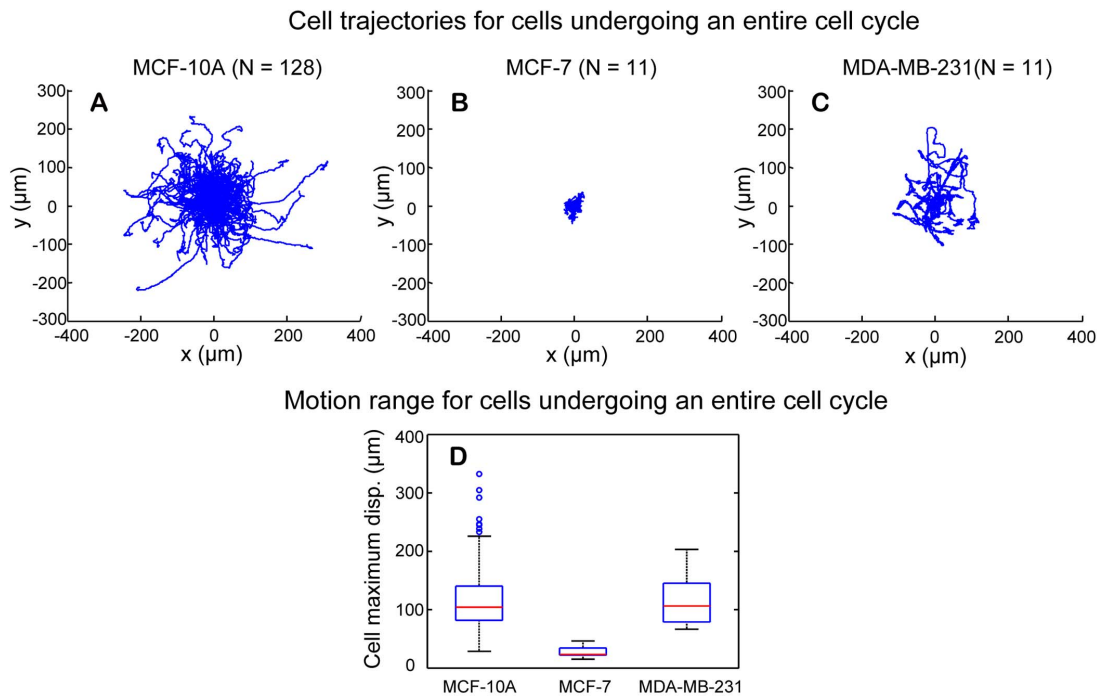 Cell trajectories for cells undergoing an entire cell cycle
MCF-10A (N = 128)
MCF-7 (N = 11)
MDA-MB-231(N = 11)
A
300
200
100
0
-100
-200
-300
y (µm)
-400
-200
0
200
400
x (µm)
B
300
200
100
0
-100
-200
-300
y (µm)
-400
-200
0
200
400
x (µm)
C
300
200
100
0
-100
-200
-300
y (µm)
-400
-200
0
200
400
x (µm)
Motion range for cells undergoing an entire cell cycle
D
400
300
200
100
0
Cell maximum disp. (µm)
MCF-10A
MCF-7
MDA-MB-231